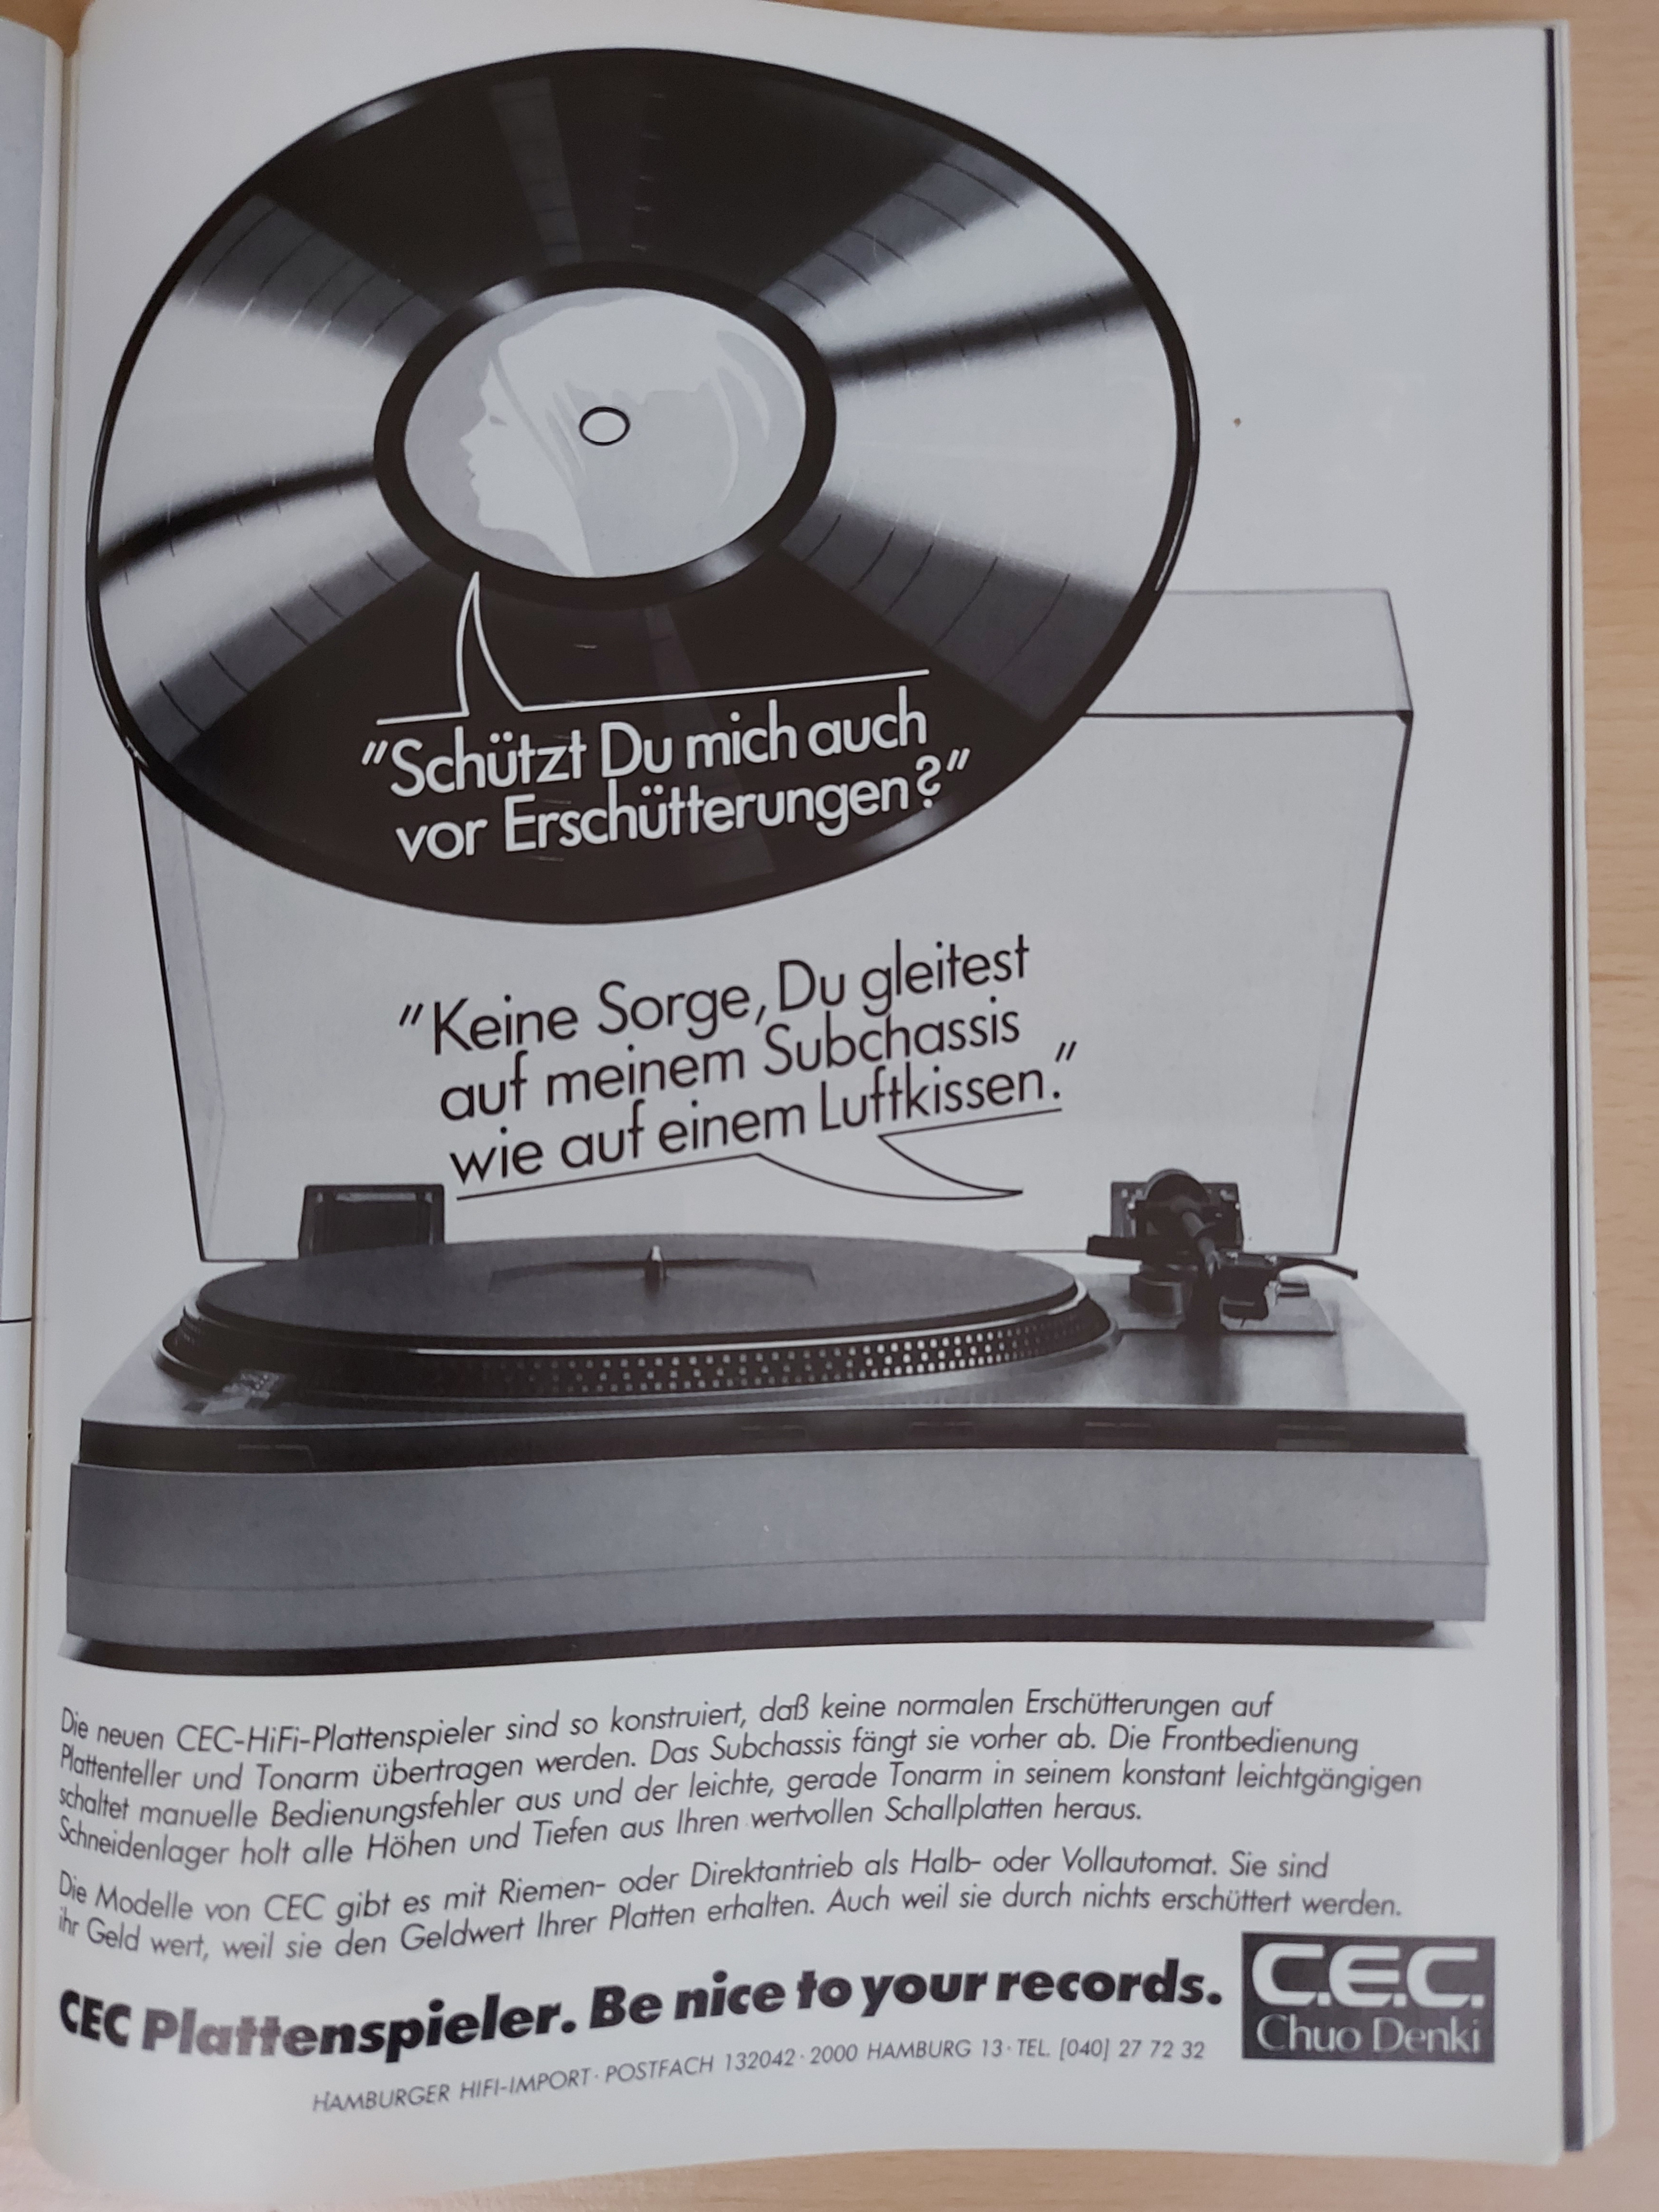 "Schützt Du mich auch
vor Erschütterungen?"
"Keine Sorge, Du gleitest
auf meinem Subchassis
wie auf einem Luftkissen."
Die neuen CEC-HiFi-Plattenspieler sind so konstruiert, daß keine normalen Erschütterungen auf
Plattenteller und Tonarm übertragen werden. Das Subchassis fängt sie vorher ab. Die Frontbedienung
schaltet manuelle Bedienungsfehler aus und der leichte, gerade Tonarm in seinem konstant leichtgängigen
Schneidenlager holt alle Höhen und Tiefen aus Ihren wertvollen Schallplatten heraus.
Die Modelle von CEC gibt es mit Riemen- oder Direktantrieb als Halb- oder Vollautomat. Sie sind
ihr Geld wert, weil sie den Geldwert Ihrer Platten erhalten. Auch weil sie durch nichts erschüttert werden.
CEC Plattenspieler. Be nice to your records.
C.E.C.
Chuo Denki
HAMBURGER HIFI-IMPORT · POSTFACH 132042 · 2000 HAMBURG 13 · TEL. [040] 27 72 32